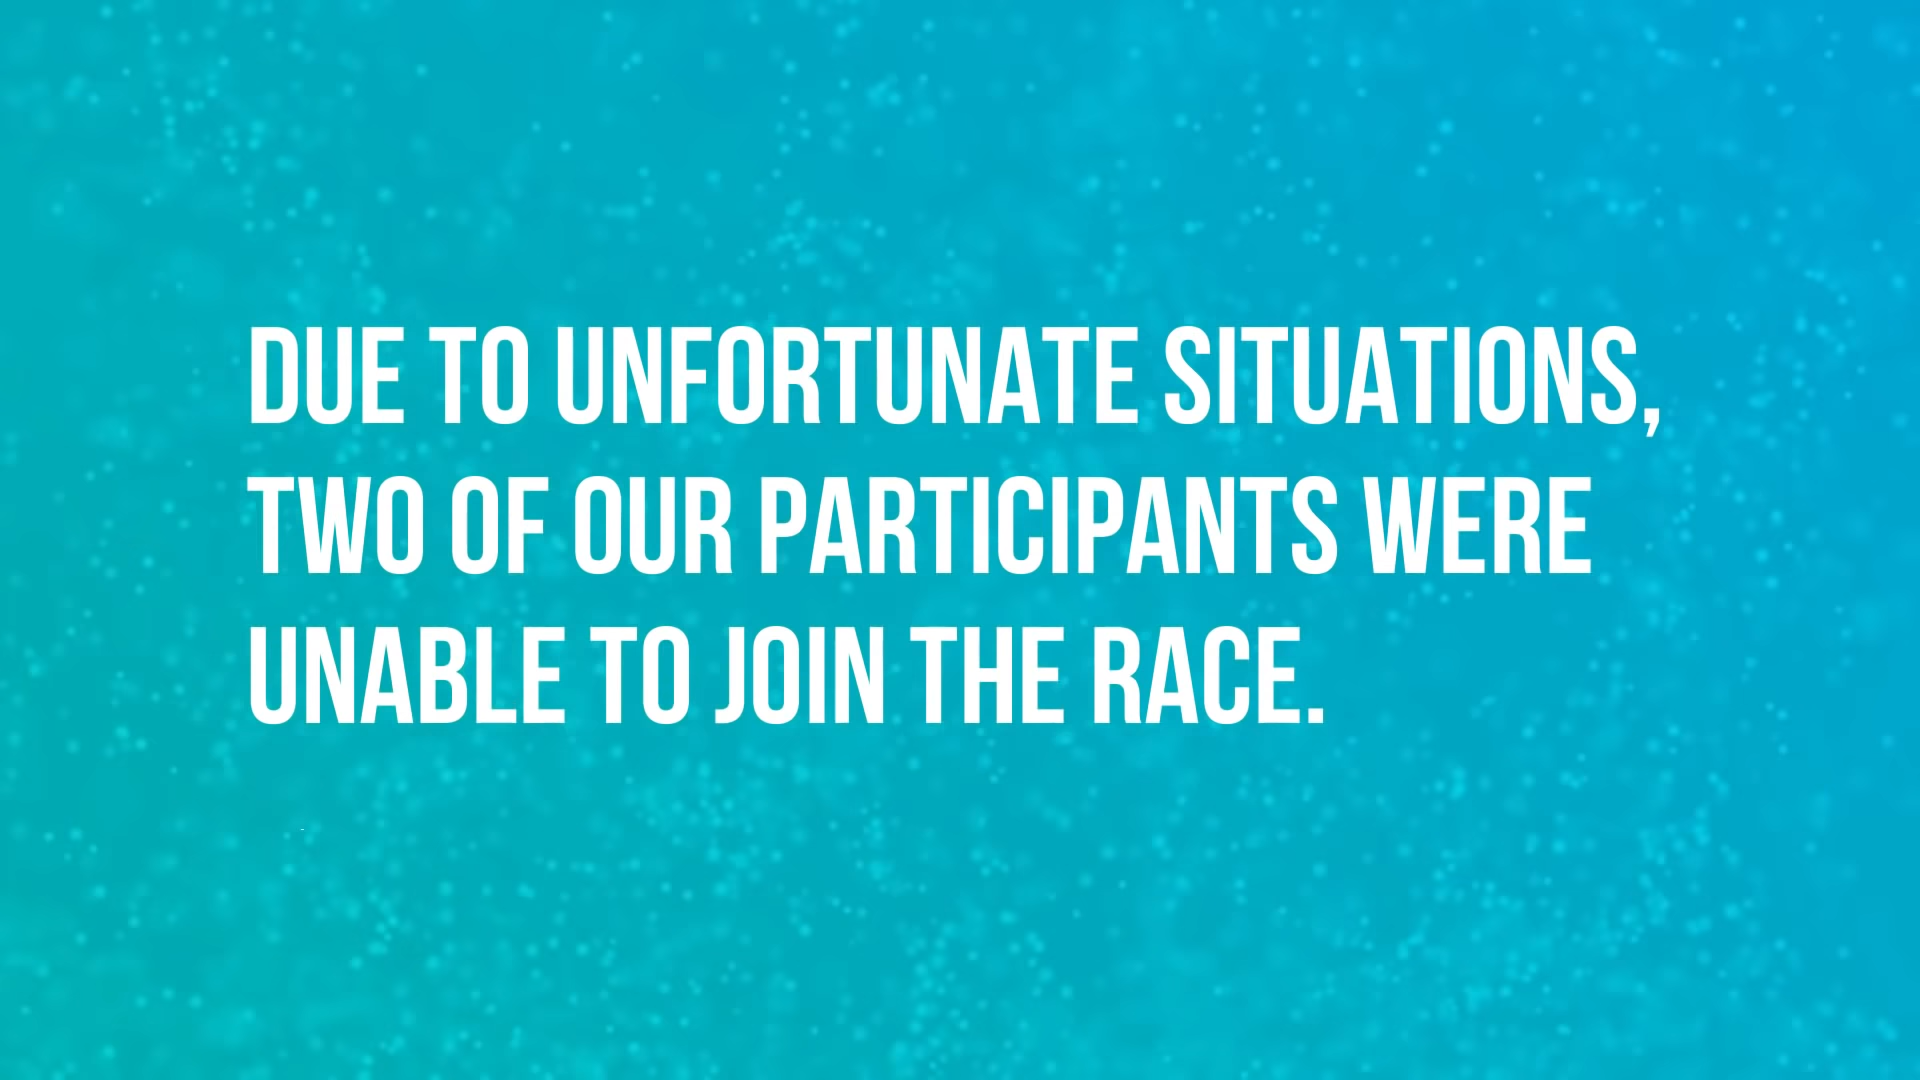 DUE TO UNFORTUNATE SITUATIONS,
TWO OF OUR PARTICIPANTS WERE
UNABLE TO JOIN THE RACE.